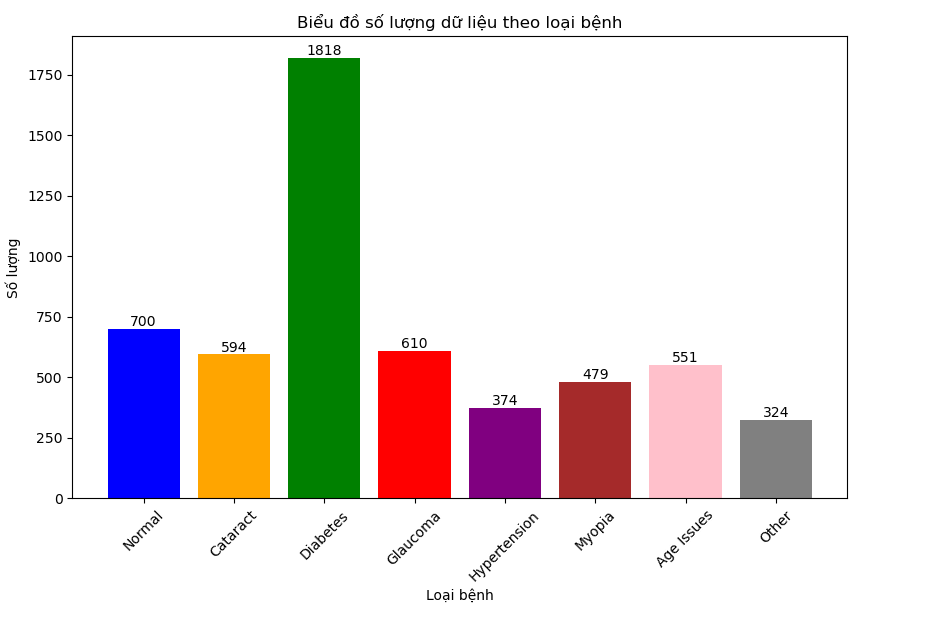 Biểu đồ số lượng dữ liệu theo loại bệnh
Số lượng
1750
1500
1250
1000
750
500
250
0
700
594
1818
610
374
479
551
324
Normal
Cataract
Diabetes
Glaucoma
Hypertension
Myopia
Age Issues
Other
Loại bệnh